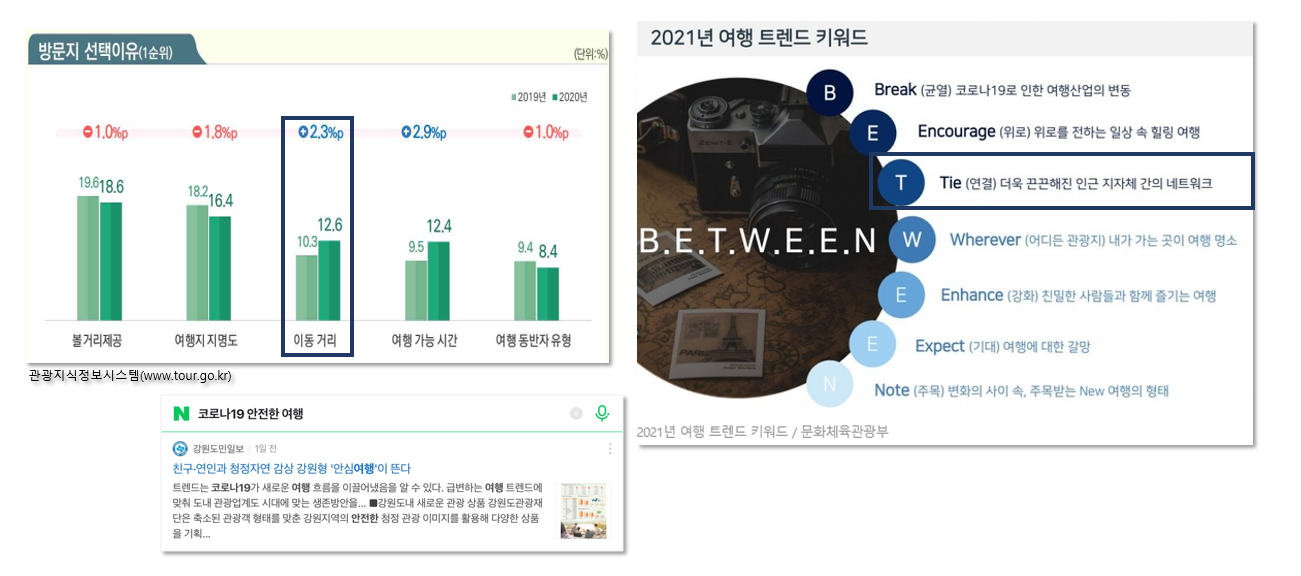 방문지 선택이유(1순위)
(단위:%)
2019년 2020년
1.0%p 1.8%p 2.3%p 2.9%p 1.0%p
19.6 18.6 18.2 16.4 10.3 12.6 9.5 12.4 9.4 8.4
볼거리제공 여행지 지명도 이동 거리 여행 가능 시간 여행 동반자 유형
관광지식정보시스템(www.tour.go.kr)
N 코로나19 안전한 여행
강원도민일보 1일 전
친구·연인과 청정자연 감상 강원형 '안심여행'이 뜬다
트렌드는 코로나19가 새로운 여행 흐름을 이끌어냈음을 알 수 있다. 급변하는 여행 트렌드에
맞춰 도내 관광업계도 시대에 맞는 생존방안을... ■강원도내 새로운 관광 상품 강원도관광재
단은 축소된 관광객 형태를 맞춘 강원지역의 안전한 청정 관광 이미지를 활용해 다양한 상품
을 기획...
2021년 여행 트렌드 키워드
B Break (균열) 코로나19로 인한 여행산업의 변동
E Encourage (위로) 위로를 전하는 일상 속 힐링 여행
T Tie (연결) 더욱 끈끈해진 인근 지자체 간의 네트워크
B.E.T.W.E.E.N
W Wherever (어디든 관광지) 내가 가는 곳이 여행 명소
E Enhance (강화) 친밀한 사람들과 함께 즐기는 여행
E Expect (기대) 여행에 대한 갈망
N Note (주목) 변화의 사이 속, 주목받는 New 여행의 형태
ZENIT-E
PARIS
2021년 여행 트렌드 키워드 / 문화체육관광부